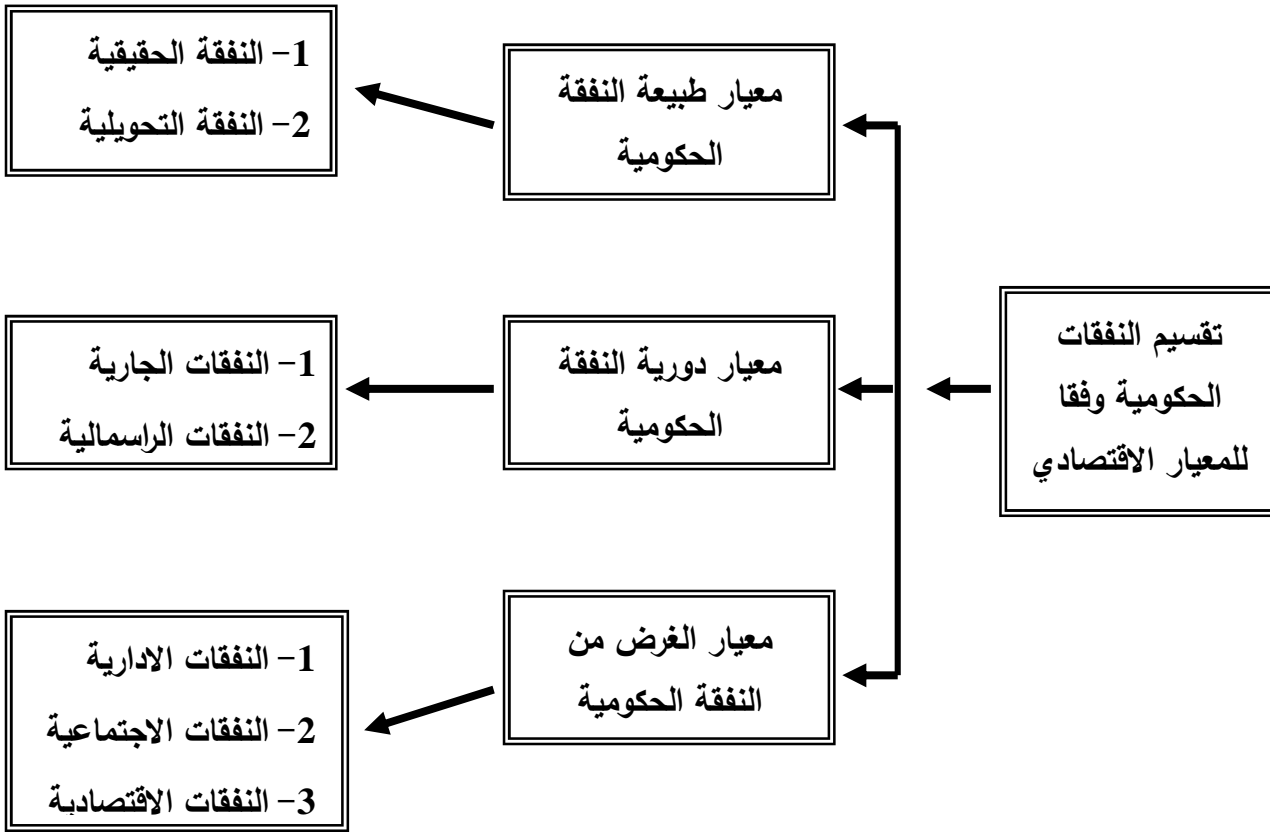 تقسيم النفقات
الحكومية وفقا
للمعيار الاقتصادي
معيار طبيعة النفقة
الحكومية
1- النفقة الحقيقية
2- النفقة التحويلية
معيار دورية النفقة
الحكومية
1- النفقات الجارية
2- النفقات الراسمالية
معيار الغرض من
النفقة الحكومية
1- النفقات الادارية
2- النفقات الاجتماعية
3- النفقات الاقتصادية